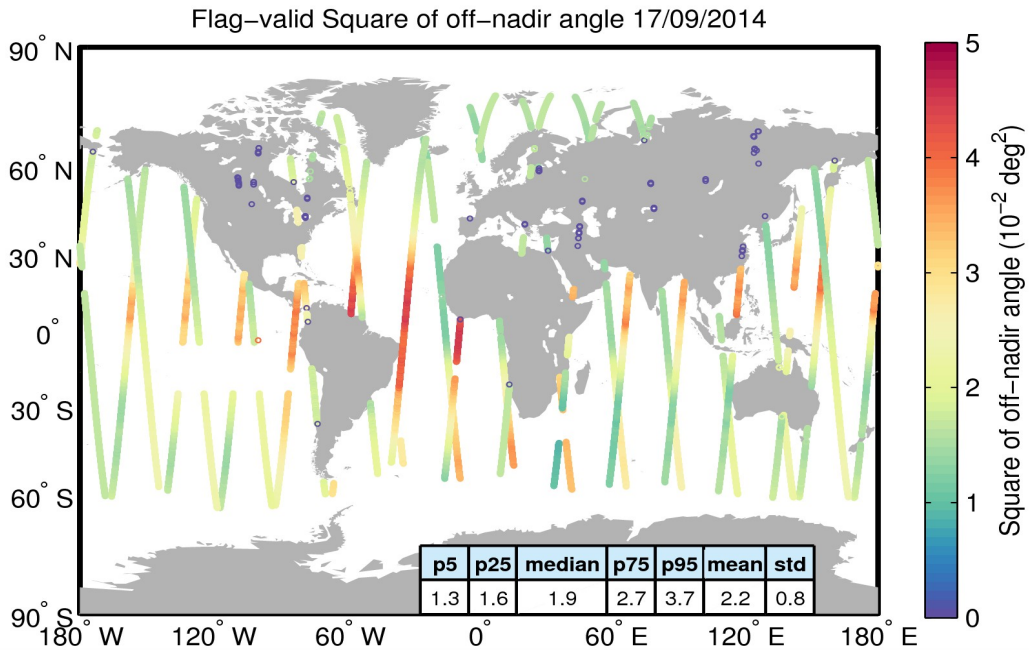 Flag−valid Square of off−nadir angle 17/09/2014
90° N
60° N
30° N
0°
30° S
60° S
90° S
180° W
120° W
60° W
0°
60° E
120° E
180° E
p5 p25 median p75 p95 mean std
1.3 1.6 1.9 2.7 3.7 2.2 0.8
5
4
3
2
1
0
Square of off−nadir angle (10⁻² deg²)